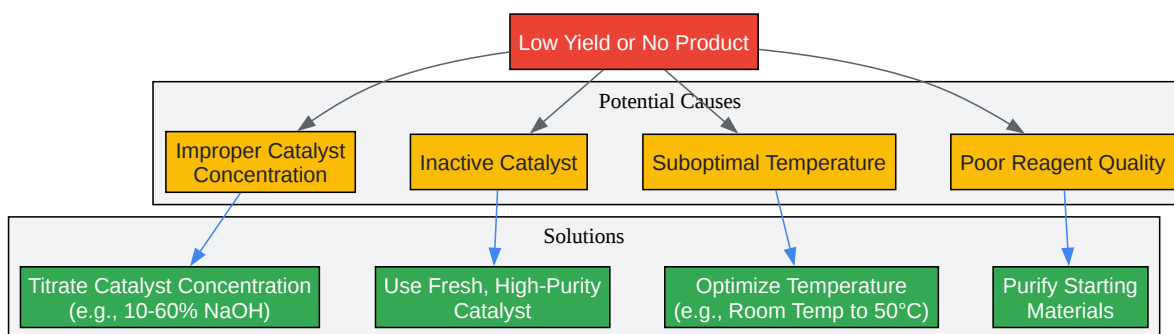 Low Yield or No Product
Potential Causes
Improper Catalyst
Concentration
Inactive Catalyst
Suboptimal Temperature
Poor Reagent Quality
Solutions
Titrate Catalyst Concentration
(e.g., 10-60% NaOH)
Use Fresh, High-Purity
Catalyst
Optimize Temperature
(e.g., Room Temp to 50°C)
Purify Starting
Materials